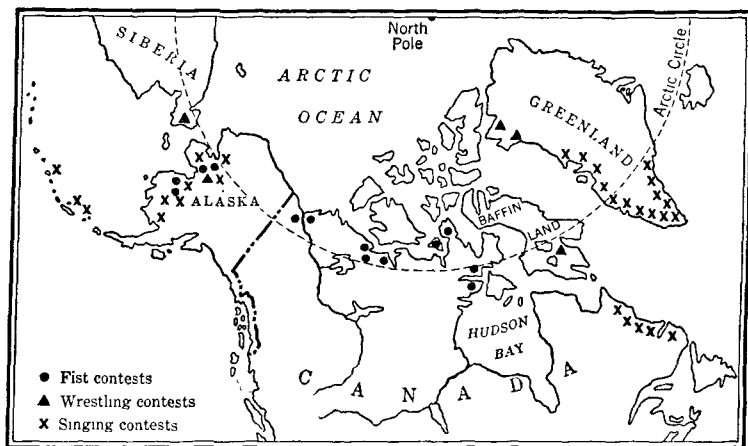 North
Pole
SIBERIA
ARCTIC
OCEAN
Arctic Circle
GREENLAND
ALASKA
BAFFIN
LAND
HUDSON
BAY
CANADA
Fist contests
Wrestling contests
Singing contests